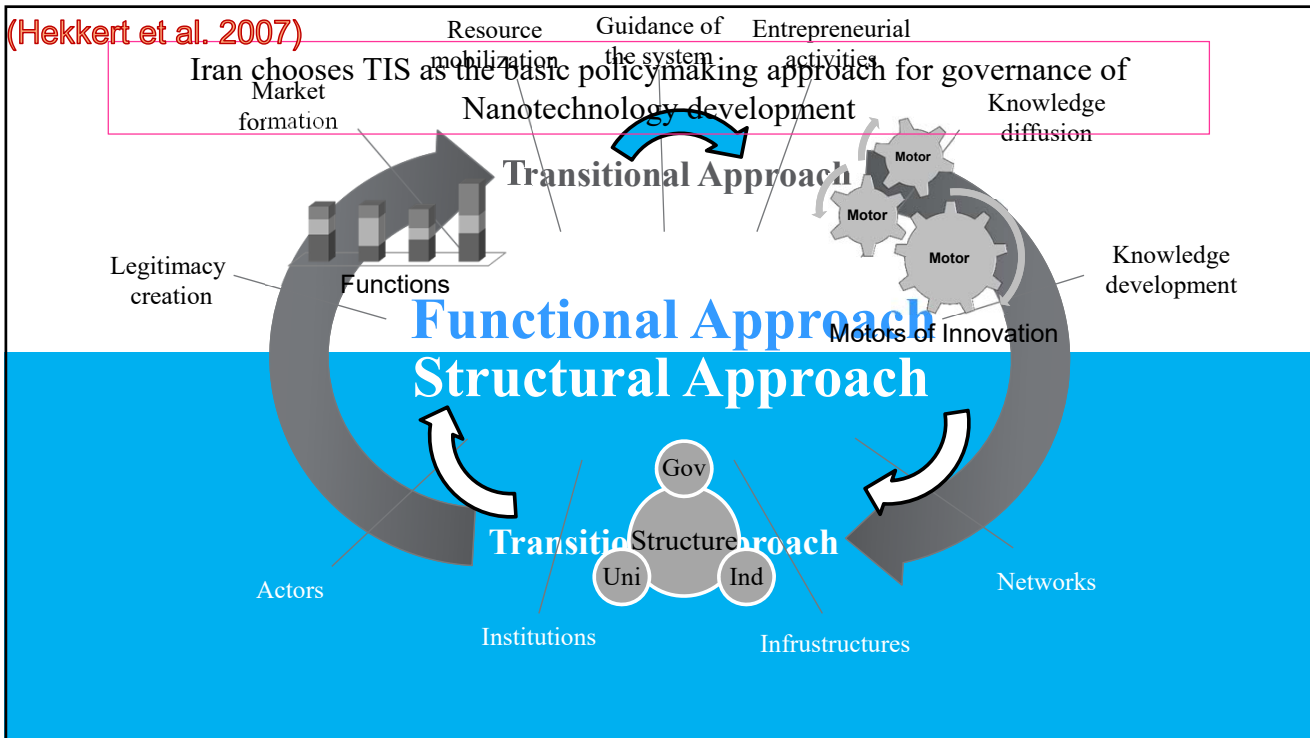 (Hekkert et al. 2007)
Resource
mobilization
Guidance of
the system
Entrepreneurial
activities
Iran chooses TIS as the basic policymaking approach for governance of
Nanotechnology development
Market
formation
Knowledge
diffusion
Transitional Approach
Motor
Motor
Motor
Legitimacy
creation
Functions
Knowledge
development
Functional Approach
Motors of Innovation
Structural Approach
Gov
Transitio
Structure
proach
Uni
Ind
Actors
Networks
Institutions
Infrustructures